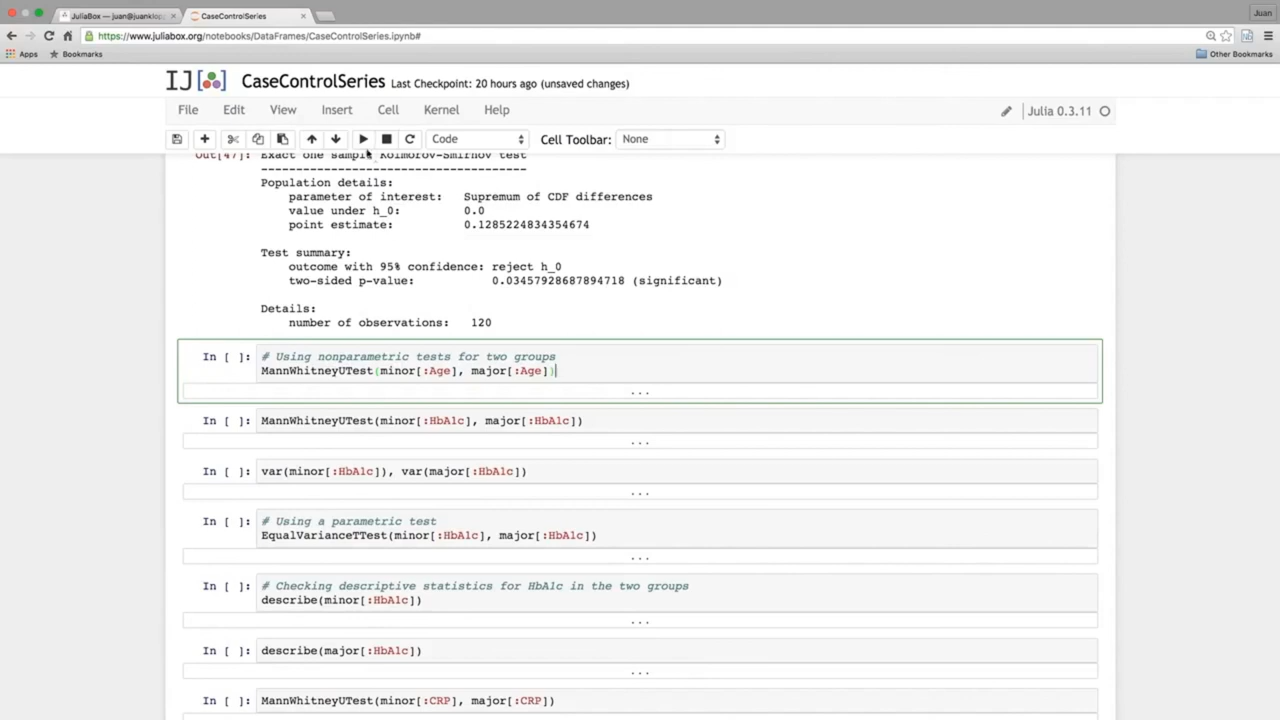 JuliaBox — juan@juanklop
CaseControlSeries
Juan
https://www.juliabox.org/notebooks/DataFrames/CaseControlSeries.ipynb#
Apps
Bookmarks
Other Bookmarks
IJ
CaseControlSeries Last Checkpoint: 20 hours ago (unsaved changes)
File Edit View Insert Cell Kernel Help
Julia 0.3.11
Code
Cell Toolbar:
None
Out[47]: Exact one sample Kolmorov-Smirnov test
------------------------------------
Population details:
parameter of interest: Supremum of CDF differences
value under h_0: 0.0
point estimate: 0.1285224834354674
Test summary:
outcome with 95% confidence: reject h_0
two-sided p-value: 0.03457928687894718 (significant)
Details:
number of observations: 120
In [ ]: # Using nonparametric tests for two groups
MannWhitneyUTest(minor[:Age], major[:Age])
...
In [ ]: MannWhitneyUTest(minor[:HbA1c], major[:HbA1c])
...
In [ ]: var(minor[:HbA1c]), var(major[:HbA1c])
...
In [ ]: # Using a parametric test
EqualVarianceTTest(minor[:HbA1c], major[:HbA1c])
...
In [ ]: # Checking descriptive statistics for HbA1c in the two groups
describe(minor[:HbA1c])
...
In [ ]: describe(major[:HbA1c])
...
In [ ]: MannWhitneyUTest(minor[:CRP], major[:CRP])